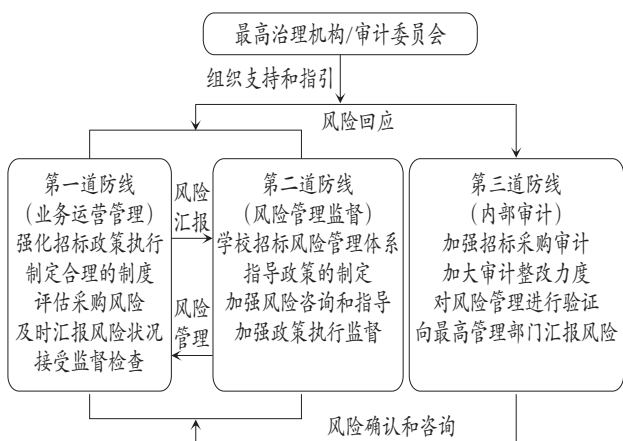 最高治理机构/审计委员会
组织支持和指引
风险回应
第一道防线
(业务运营管理)
强化招标政策执行
制定合理的制度
评估采购风险
及时汇报风险状况
接受监督检查
风险
汇报
风险
管理
第二道防线
(风险管理监督)
学校招标风险管理体系
指导政策的制定
加强风险咨询和指导
加强政策执行监督
第三道防线
(内部审计)
加强招标采购审计
加大审计整改力度
对风险管理进行验证
向最高管理部门汇报风险
风险确认和咨询